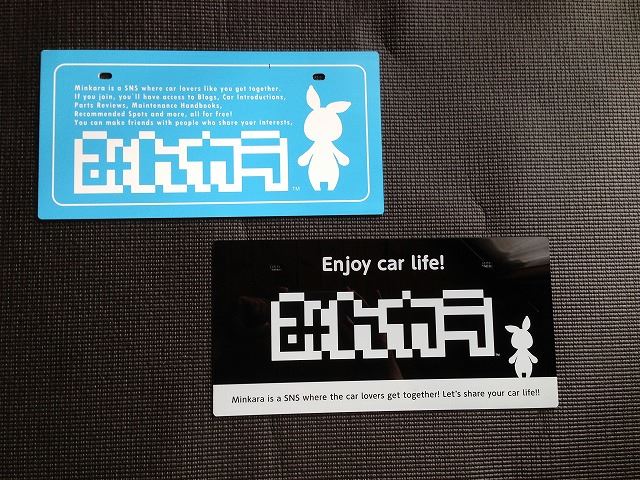 Minkara is a SNS where car lovers like you get together.
If you join, you'll have access to Blogs, Car Introductions,
Parts Reviews, Maintenance Handbooks,
Recommended Spots and more, all for free!
You can make friends with people who share your interests.
みんカラ TM
Enjoy car life!
みんカラ
Minkara is a SNS where the car lovers get together! Let's share your car life!!